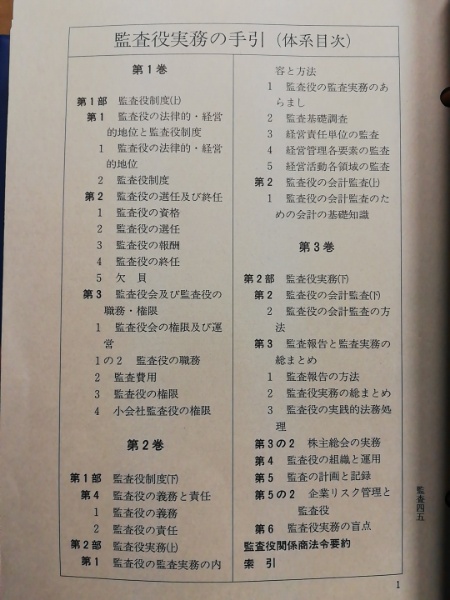 監査役実務の手引（体系目次）
第1巻
第1部 監査役制度(上)
第1 監査役の法律的・経営
的地位と監査役制度
1 監査役の法律的・経営
的地位
2 監査役制度
第2 監査役の選任及び終任
1 監査役の資格
2 監査役の選任
3 監査役の報酬
4 監査役の終任
5 欠員
第3 監査役会及び監査役の
職務・権限
1 監査役会の権限及び運
営
1の2 監査役の職務
2 監査費用
3 監査役の権限
4 小会社監査役の権限
第2巻
第1部 監査役制度(下)
第4 監査役の義務と責任
1 監査役の義務
2 監査役の責任
第2部 監査役実務(上)
第1 監査役の監査実務の内
容と方法
1 監査役の監査実務のあ
らまし
2 監査基礎調査
3 経営責任単位の監査
4 経営管理各要素の監査
5 経営活動各領域の監査
第2 監査役の会計監査(上)
1 監査役の会計監査のた
めの会計の基礎知識
第3巻
第2部 監査役実務(下)
第2 監査役の会計監査(下)
2 監査役の会計監査の方
法
第3 監査報告と監査実務の
総まとめ
1 監査報告の方法
2 監査役実務の総まとめ
3 監査役の実践的法務処
理
第3の2 株主総会の実務
第4 監査役の組織と運用
第5 監査の計画と記録
第5の2 企業リスク管理と
監査役
第6 監査役実務の盲点
監査役関係商法令要約
索引
監査四五
1